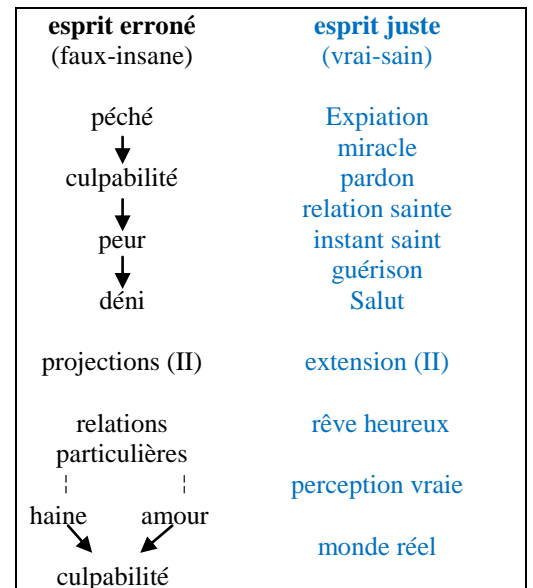 esprit erroné
(faux-insane)
péché
culpabilité
peur
déni
projections (II)
relations
particulières
haine amour
culpabilité
esprit juste
(vrai-sain)
Expiation
miracle
pardon
relation sainte
instant saint
guérison
Salut
extension (II)
rêve heureux
perception vraie
monde réel